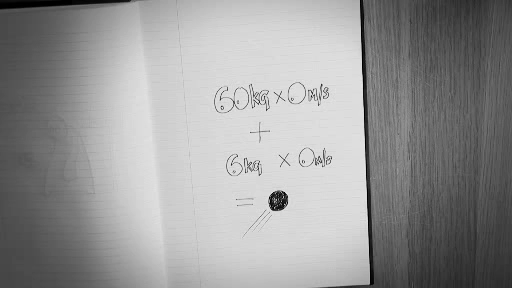 60kg × 0m/s
+
6kg × 0m/s
=